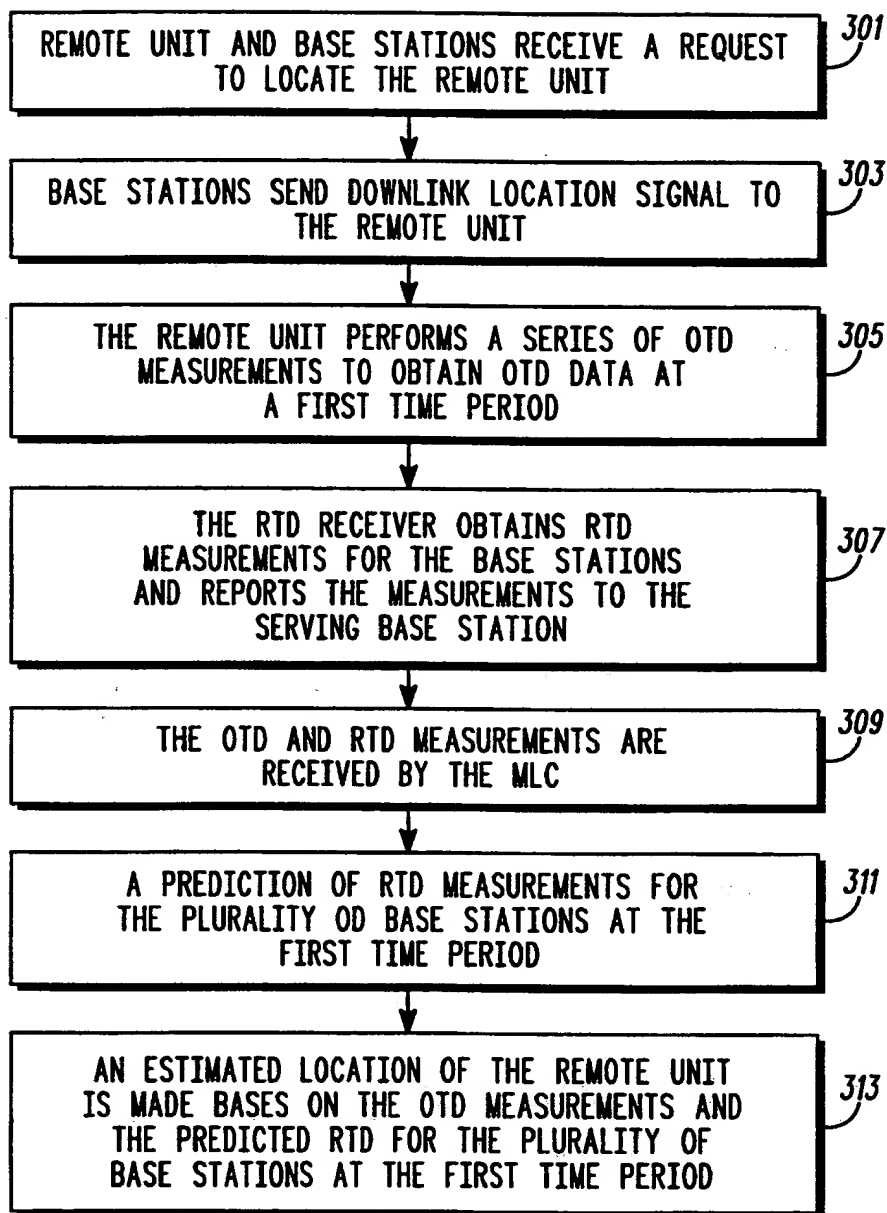 REMOTE UNIT AND BASE STATIONS RECEIVE A REQUEST
TO LOCATE THE REMOTE UNIT
301
BASE STATIONS SEND DOWNLINK LOCATION SIGNAL TO
THE REMOTE UNIT
303
THE REMOTE UNIT PERFORMS A SERIES OF OTD
MEASUREMENTS TO OBTAIN OTD DATA AT
A FIRST TIME PERIOD
305
THE RTD RECEIVER OBTAINS RTD
MEASUREMENTS FOR THE BASE STATIONS
AND REPORTS THE MEASUREMENTS TO THE
SERVING BASE STATION
307
THE OTD AND RTD MEASUREMENTS ARE
RECEIVED BY THE MLC
309
A PREDICTION OF RTD MEASUREMENTS FOR
THE PLURALITY OD BASE STATIONS AT THE
FIRST TIME PERIOD
311
AN ESTIMATED LOCATION OF THE REMOTE UNIT
IS MADE BASES ON THE OTD MEASUREMENTS AND
THE PREDICTED RTD FOR THE PLURALITY OF
BASE STATIONS AT THE FIRST TIME PERIOD
313